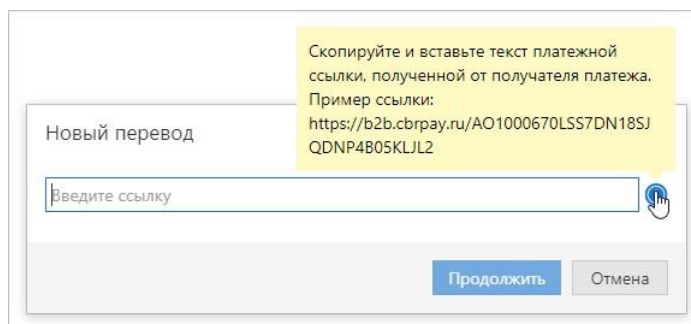 Скопируйте и вставьте текст платежной
ссылки, полученной от получателя платежа.
Пример ссылки:
https://b2b.cbrpay.ru/AO1000670LSS7DN18SJ
QDNP4B05KLJL2
Новый перевод
Введите ссылку
Продолжить
Отмена